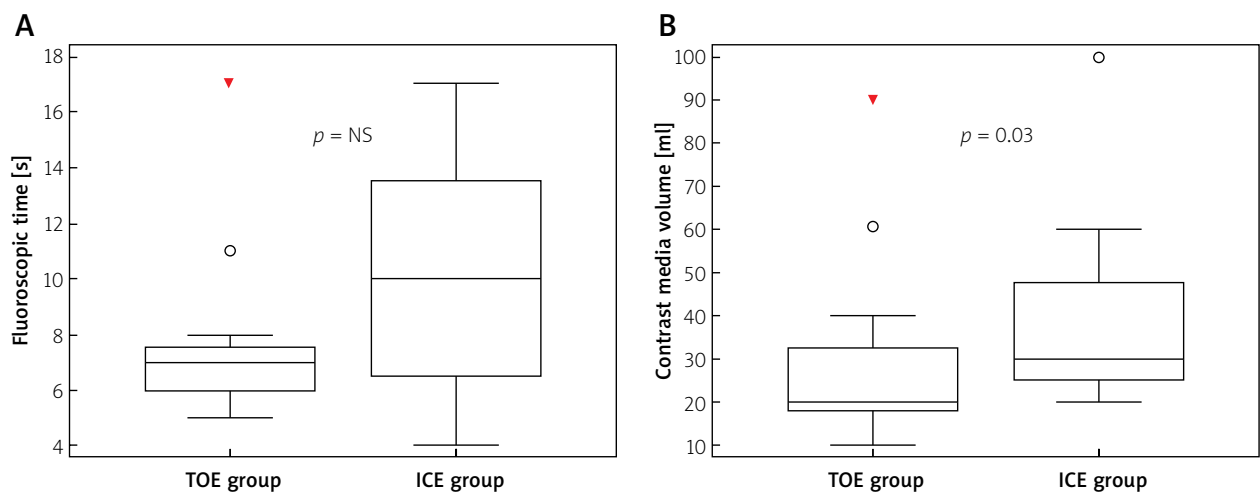 A
Fluoroscopic time [s]
18
16
14
12
10
8
6
4
p = NS
TOE group
ICE group
B
Contrast media volume [ml]
100
90
80
70
60
50
40
30
20
10
p = 0.03
TOE group
ICE group